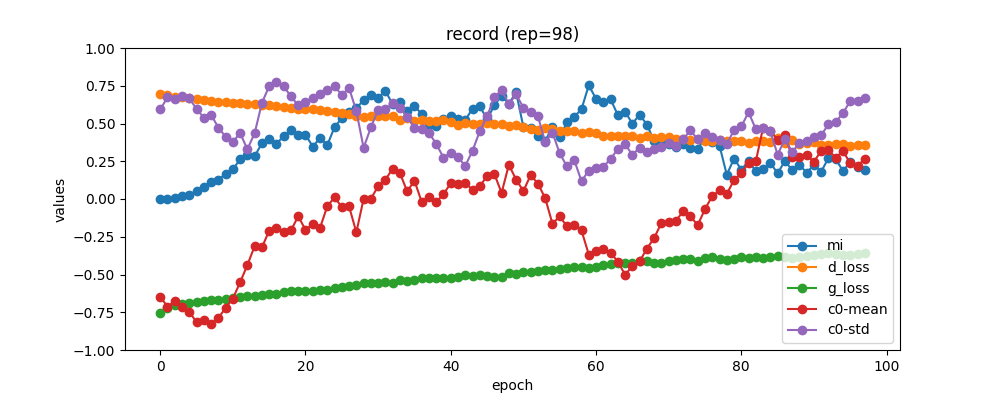 record (rep=98)
1.00
0.75
0.50
0.25
0.00
−0.25
−0.50
−0.75
−1.00
values
0 20 40 60 80 100
epoch
mi
d_loss
g_loss
c0-mean
c0-std